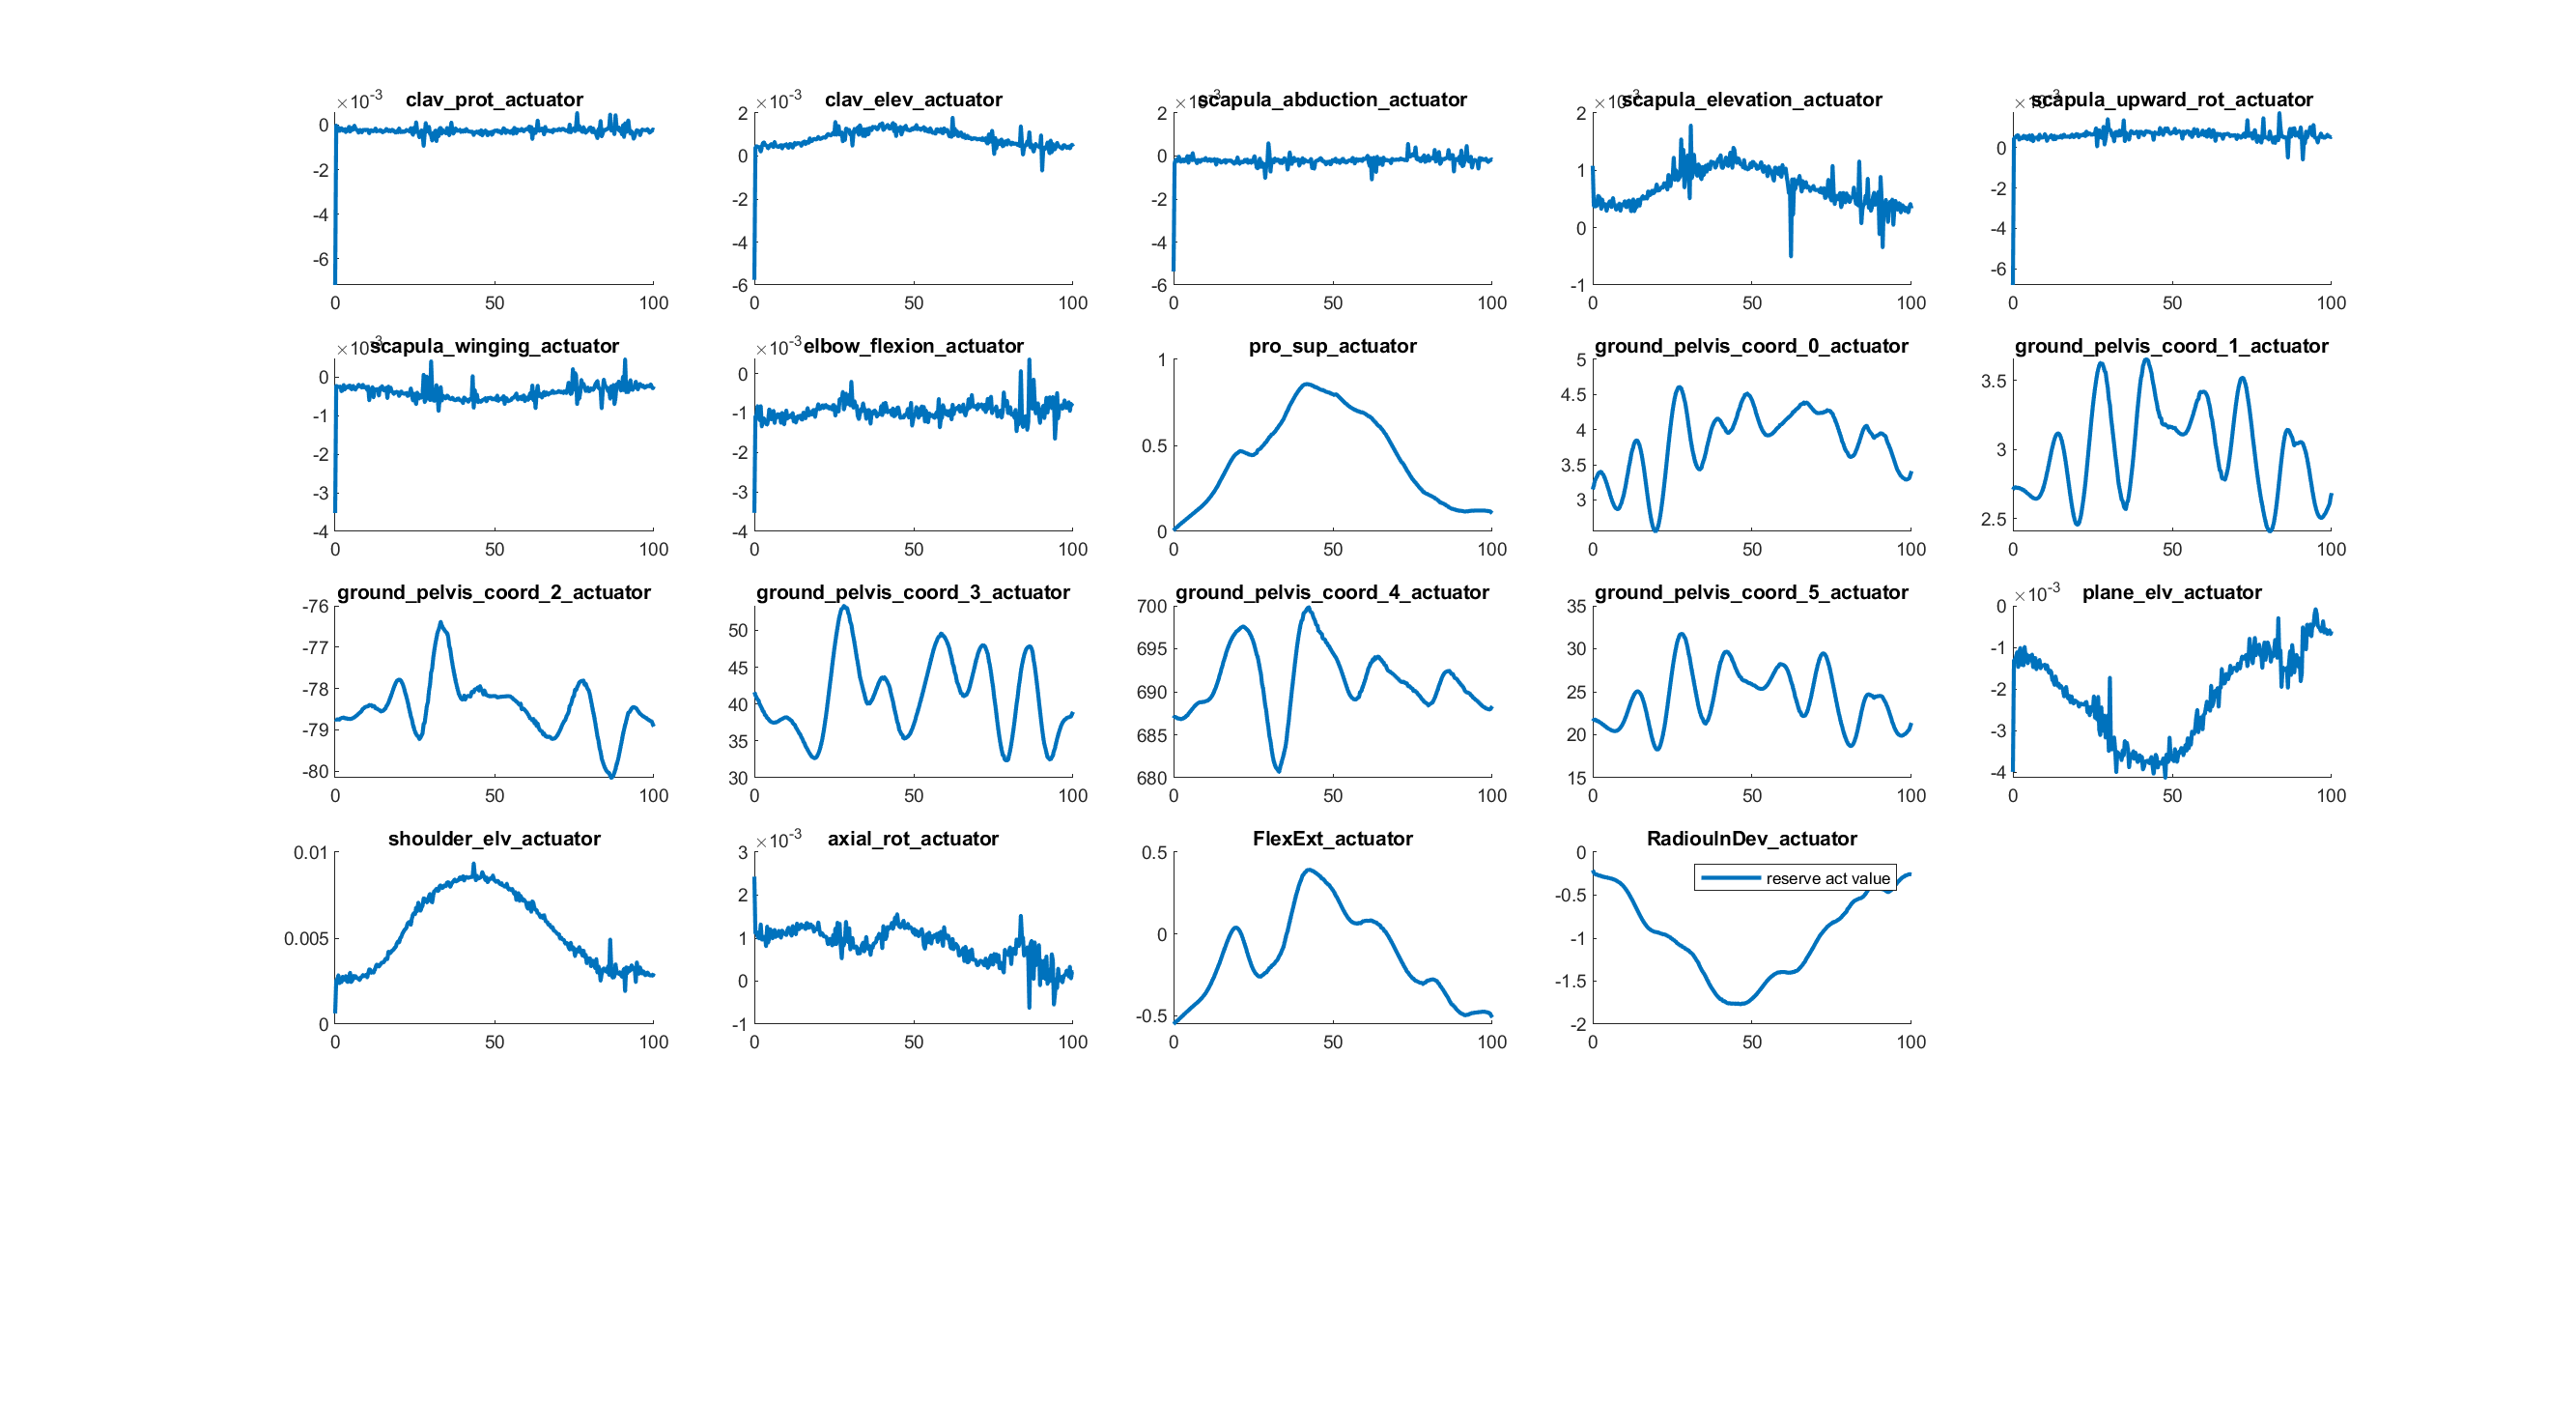 ×10-3 clav_prot_actuator
0
-2
-4
-6
0 50 100
×10-3 clav_elev_actuator
2
0
-2
-4
-6
0 50 100
×10-3 scapula_abduction_actuator
2
0
-2
-4
-6
0 50 100
×10-3 scapula_elevation_actuator
2
1
0
-1
0 50 100
×10-3 scapula_upward_rot_actuator
0
-2
-4
-6
0 50 100
×10-3 scapula_winging_actuator
0
-1
-2
-3
-4
0 50 100
×10-3 elbow_flexion_actuator
0
-1
-2
-3
-4
0 50 100
pro_sup_actuator
1
0.5
0
0 50 100
ground_pelvis_coord_0_actuator
5
4.5
4
3.5
3
0 50 100
ground_pelvis_coord_1_actuator
3.5
3
2.5
0 50 100
ground_pelvis_coord_2_actuator
-76
-77
-78
-79
-80
0 50 100
ground_pelvis_coord_3_actuator
50
45
40
35
30
0 50 100
ground_pelvis_coord_4_actuator
700
695
690
685
680
0 50 100
ground_pelvis_coord_5_actuator
35
30
25
20
15
0 50 100
×10-3 plane_elv_actuator
0
-1
-2
-3
-4
0 50 100
shoulder_elv_actuator
0.01
0.005
0
0 50 100
×10-3 axial_rot_actuator
3
2
1
0
-1
0 50 100
FlexExt_actuator
0.5
0
-0.5
0 50 100
RadioulnDev_actuator
0
reserve act value
-0.5
-1
-1.5
-2
0 50 100